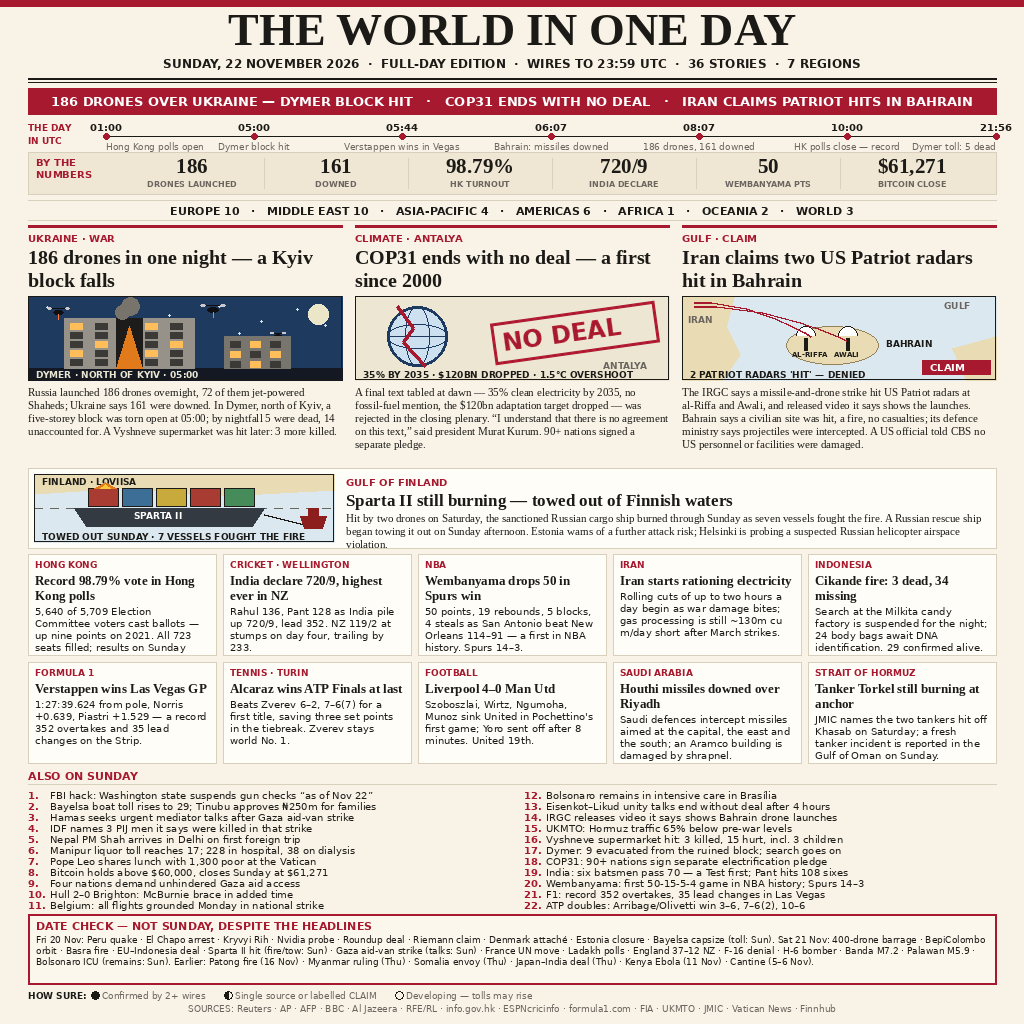 THE WORLD IN ONE DAY
SUNDAY, 22 NOVEMBER 2026 · FULL-DAY EDITION · WIRES TO 23:59 UTC · 36 STORIES · 7 REGIONS
186 DRONES OVER UKRAINE — DYMER BLOCK HIT · COP31 ENDS WITH NO DEAL · IRAN CLAIMS PATRIOT HITS IN BAHRAIN
THE DAY
IN UTC
01:00 05:00 05:44 06:07 08:07 10:00 21:56
Hong Kong polls open Dymer block hit Verstappen wins in Vegas Bahrain: missiles downed 186 drones, 161 downed HK polls close — record Dymer toll: 5 dead
BY THE
NUMBERS
186 161 98.79% 720/9 50 $61,271
DRONES LAUNCHED DOWNED HK TURNOUT INDIA DECLARE WEMBANYAMA PTS BITCOIN CLOSE
EUROPE 10 · MIDDLE EAST 10 · ASIA-PACIFIC 4 · AMERICAS 6 · AFRICA 1 · OCEANIA 2 · WORLD 3
UKRAINE · WAR
186 drones in one night — a Kyiv
block falls
DYMER · NORTH OF KYIV · 05:00
Russia launched 186 drones overnight, 72 of them jet-powered
Shaheds; Ukraine says 161 were downed. In Dymer, north of Kyiv, a
five-storey block was torn open at 05:00; by nightfall 5 were dead, 14
unaccounted for. A Vyshneve supermarket was hit later: 3 more killed.
CLIMATE · ANTALYA
COP31 ends with no deal — a first
since 2000
NO DEAL
ANTALYA
35% BY 2035 · $120BN DROPPED · 1.5°C OVERSHOOT
A final text tabled at dawn — 35% clean electricity by 2035, no
fossil-fuel mention, the $120bn adaptation target dropped — was
rejected in the closing plenary. “I understand that there is no agreement
on this text,” said president Murat Kurum. 90+ nations signed a
separate pledge.
GULF · CLAIM
Iran claims two US Patriot radars
hit in Bahrain
GULF
IRAN
BAHRAIN
AL-RIFFA AWALI
CLAIM
2 PATRIOT RADARS 'HIT' — DENIED
The IRGC says a missile-and-drone strike hit US Patriot radars at
al-Riffa and Awali, and released video it says shows the launches.
Bahrain says a civilian site was hit, a fire, no casualties; its defence
ministry says projectiles were intercepted. A US official told CBS no
US personnel or facilities were damaged.
FINLAND · LOVIISA
SPARTA II
TOWED OUT SUNDAY · 7 VESSELS FOUGHT THE FIRE
GULF OF FINLAND
Sparta II still burning — towed out of Finnish waters
Hit by two drones on Saturday, the sanctioned Russian cargo ship burned through Sunday as seven vessels fought the fire. A Russian rescue ship
began towing it out on Sunday afternoon. Estonia warns of a further attack risk; Helsinki is probing a suspected Russian helicopter airspace
violation.
HONG KONG
Record 98.79% vote in Hong
Kong polls
5,640 of 5,709 Election
Committee voters cast ballots —
up nine points on 2021. All 723
seats filled; results on Sunday
CRICKET · WELLINGTON
India declare 720/9, highest
ever in NZ
Rahul 136, Pant 128 as India pile
up 720/9, lead 352. NZ 119/2 at
stumps on day four, trailing by
233.
NBA
Wembanyama drops 50 in
Spurs win
50 points, 19 rebounds, 5 blocks,
4 steals as San Antonio beat New
Orleans 114–91 — a first in NBA
history. Spurs 14–3.
IRAN
Iran starts rationing electricity
Rolling cuts of up to two hours a
day begin as war damage bites;
gas processing is still ~130m cu
m/day short after March strikes.
INDONESIA
Cikande fire: 3 dead, 34
missing
Search at the Milkita candy
factory is suspended for the night;
24 body bags await DNA
identification. 29 confirmed alive.
FORMULA 1
Verstappen wins Las Vegas GP
1:27:39.624 from pole, Norris
+0.639, Piastri +1.529 — a record
352 overtakes and 35 lead
changes on the Strip.
TENNIS · TURIN
Alcaraz wins ATP Finals at last
Beats Zverev 6–2, 7–6(7) for a
first title, saving three set points
in the tiebreak. Zverev stays
world No. 1.
FOOTBALL
Liverpool 4–0 Man Utd
Szoboszlai, Wirtz, Ngumoha,
Munoz sink United in Pochettino's
first game; Yoro sent off after 8
minutes. United 19th.
SAUDI ARABIA
Houthi missiles downed over
Riyadh
Saudi defences intercept missiles
aimed at the capital, the east and
the south; an Aramco building is
damaged by shrapnel.
STRAIT OF HORMUZ
Tanker Torkel still burning at
anchor
JMIC names the two tankers hit off
Khasab on Saturday; a fresh
tanker incident is reported in the
Gulf of Oman on Sunday.
ALSO ON SUNDAY
1. FBI hack: Washington state suspends gun checks “as of Nov 22”
2. Bayelsa boat toll rises to 29; Tinubu approves ₦250m for families
3. Hamas seeks urgent mediator talks after Gaza aid-van strike
4. IDF names 3 PIJ men it says were killed in that strike
5. Nepal PM Shah arrives in Delhi on first foreign trip
6. Manipur liquor toll reaches 17; 228 in hospital, 38 on dialysis
7. Pope Leo shares lunch with 1,300 poor at the Vatican
8. Bitcoin holds above $60,000, closes Sunday at $61,271
9. Four nations demand unhindered Gaza aid access
10. Hull 2–0 Brighton: McBurnie brace in added time
11. Belgium: all flights grounded Monday in national strike
12. Bolsonaro remains in intensive care in Brasília
13. Eisenkot–Likud unity talks end without deal after 4 hours
14. IRGC releases video it says shows Bahrain drone launches
15. UKMTO: Hormuz traffic 65% below pre-war levels
16. Vyshneve supermarket hit: 3 killed, 15 hurt, incl. 3 children
17. Dymer: 9 evacuated from the ruined block; search goes on
18. COP31: 90+ nations sign separate electrification pledge
19. India: six batsmen pass 70 — a Test first; Pant hits 108 sixes
20. Wembanyama: first 50-15-5-4 game in NBA history; Spurs 14–3
21. F1: record 352 overtakes, 35 lead changes in Las Vegas
22. ATP doubles: Arribage/Olivetti win 3–6, 7–6(2), 10–6
DATE CHECK — NOT SUNDAY, DESPITE THE HEADLINES
Fri 20 Nov: Peru quake · El Chapo arrest · Kryvyi Rih · Nvidia probe · Roundup deal · Riemann claim · Denmark attaché · Estonia closure · Bayelsa capsize (toll: Sun). Sat 21 Nov: 400-drone barrage · BepiColombo
orbit · Basra fire · EU–Indonesia deal · Sparta II hit (fire/tow: Sun) · Gaza aid-van strike (talks: Sun) · France UN move · Ladakh polls · England 37–12 NZ · F-16 denial · H-6 bomber · Banda M7.2 · Palawan M5.9 ·
Bolsonaro ICU (remains: Sun). Earlier: Patong fire (16 Nov) · Myanmar ruling (Thu) · Somalia envoy (Thu) · Japan–India deal (Thu) · Kenya Ebola (11 Nov) · Cantine (5–6 Nov).
HOW SURE: Confirmed by 2+ wires Single source or labelled CLAIM Developing — tolls may rise
SOURCES: Reuters · AP · AFP · BBC · Al Jazeera · RFE/RL · info.gov.hk · ESPNcricinfo · formula1.com · FIA · UKMTO · JMIC · Vatican News · Finnhub